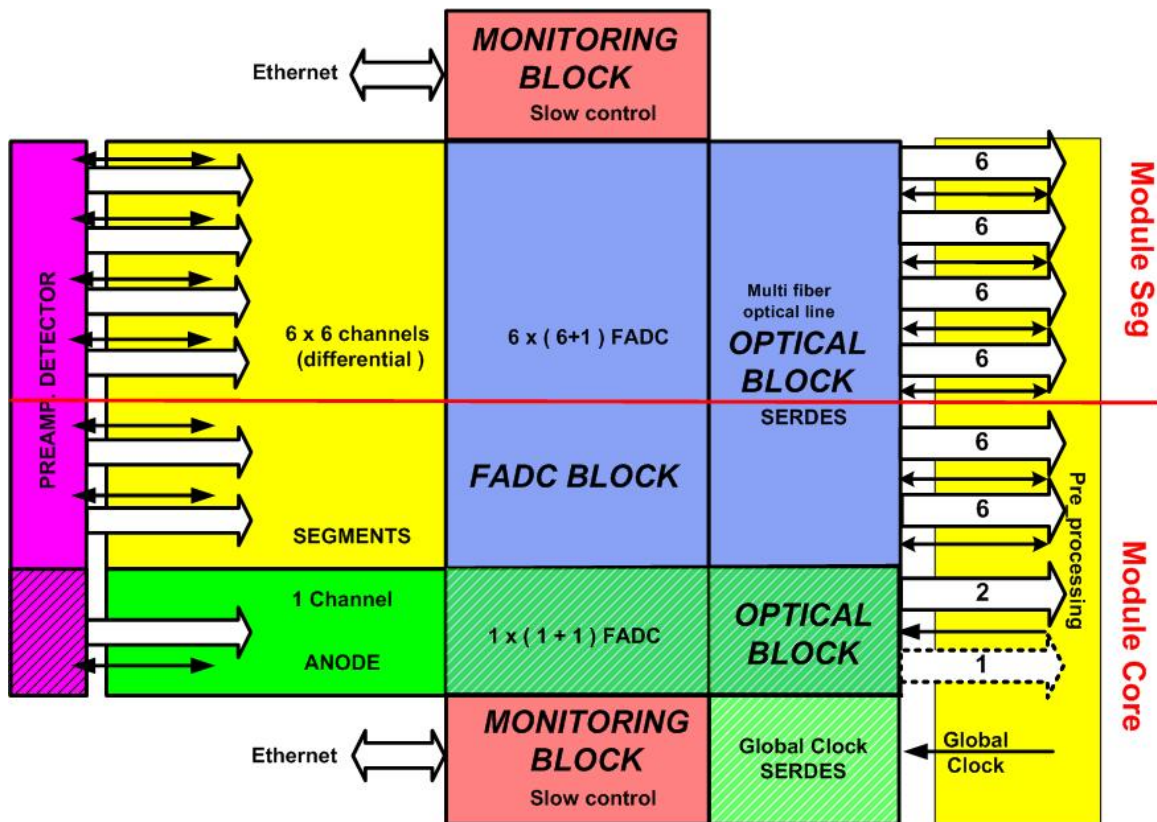 MONITORING
BLOCK
Slow control
Ethernet
PREAMP. DETECTOR
6 x 6 channels
(differential )
SEGMENTS
6 x ( 6+1 ) FADC
FADC BLOCK
Multi fiber
optical line
OPTICAL
BLOCK
SERDES
6
6
6
6
6
6
2
1
Pre_processing
Module Seg
Module Core
1 Channel
ANODE
1 x ( 1 + 1 ) FADC
OPTICAL
BLOCK
Ethernet
MONITORING
BLOCK
Slow control
Global Clock
SERDES
Global
Clock